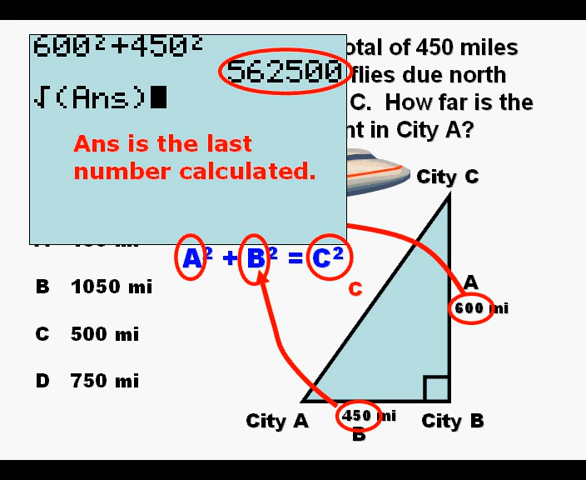 600²+450²
562500
√(Ans)
Ans is the last
number calculated.
otal of 450 miles
flies due north
C. How far is the
nt in City A?
A² + B² = C²
B 1050 mi
C 500 mi
D 750 mi
City C
C
A
600 mi
City A
450 mi
B
City B